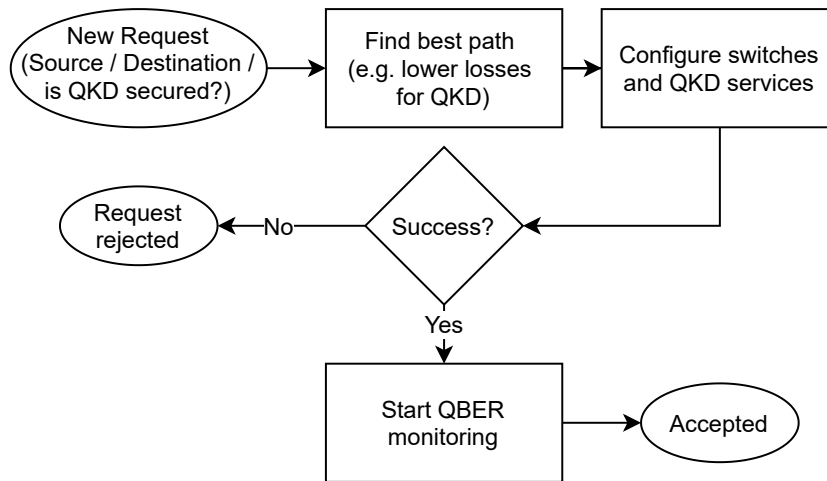 New Request
(Source / Destination /
is QKD secured?)
Find best path
(e.g. lower losses
for QKD)
Configure switches
and QKD services
Request
rejected
No
Success?
Yes
Start QBER
monitoring
Accepted